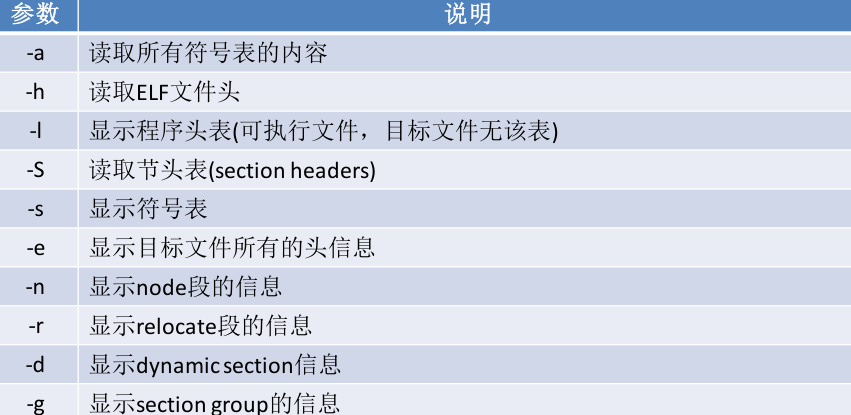 参数 说明
-a 读取所有符号表的内容
-h 读取ELF文件头
-l 显示程序头表(可执行文件，目标文件无该表)
-S 读取节头表(section headers)
-s 显示符号表
-e 显示目标文件所有的头信息
-n 显示node段的信息
-r 显示relocate段的信息
-d 显示dynamic section信息
-g 显示section group的信息